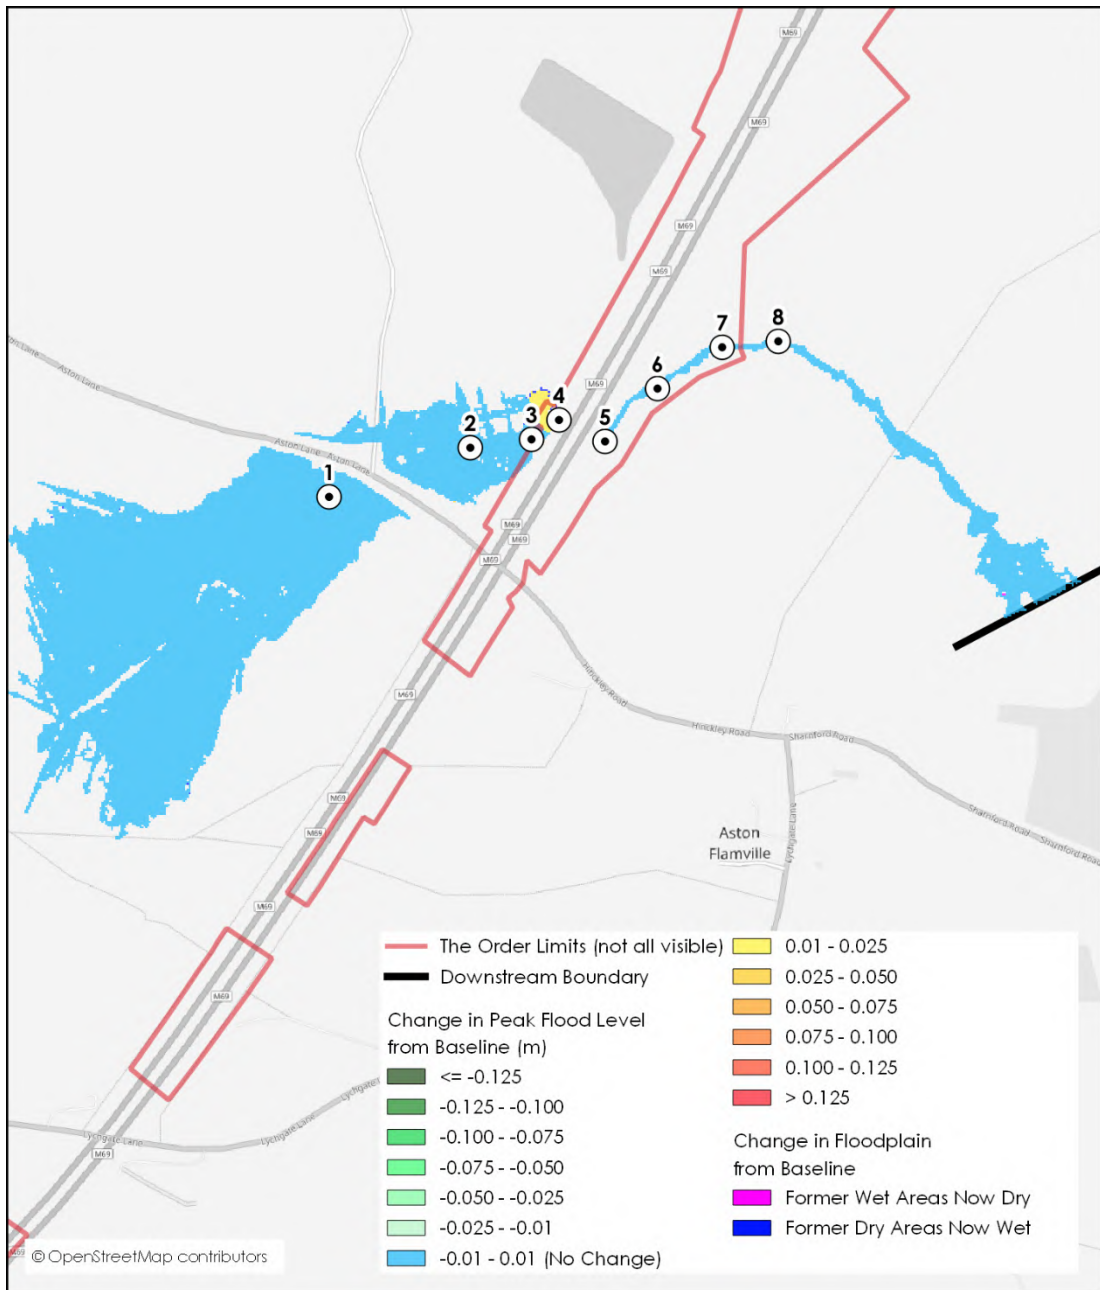 M69
M69
M69
M69
7
8
Aston Lane
Aston Lane
M69
6
4
3
5
2
Aston Lane
Aston Lane
1
M69
M69
M69
Hinckley Road
M69
Hinckley Road
Sharnford Road
M69
Sharnford Road
Sharnford Road
M69
Lychgate Lane
Aston
Flamville
M69
M69
The Order Limits (not all visible)
Downstream Boundary
Change in Peak Flood Level
from Baseline (m)
<= -0.125
-0.125 - -0.100
-0.100 - -0.075
-0.075 - -0.050
-0.050 - -0.025
-0.025 - -0.01
-0.01 - 0.01 (No Change)
0.01 - 0.025
0.025 - 0.050
0.050 - 0.075
0.075 - 0.100
0.100 - 0.125
> 0.125
Change in Floodplain
from Baseline
Former Wet Areas Now Dry
Former Dry Areas Now Wet
Lychgate
Lychgate Lane
Lychgate Lane
M69
M69
© OpenStreetMap contributors